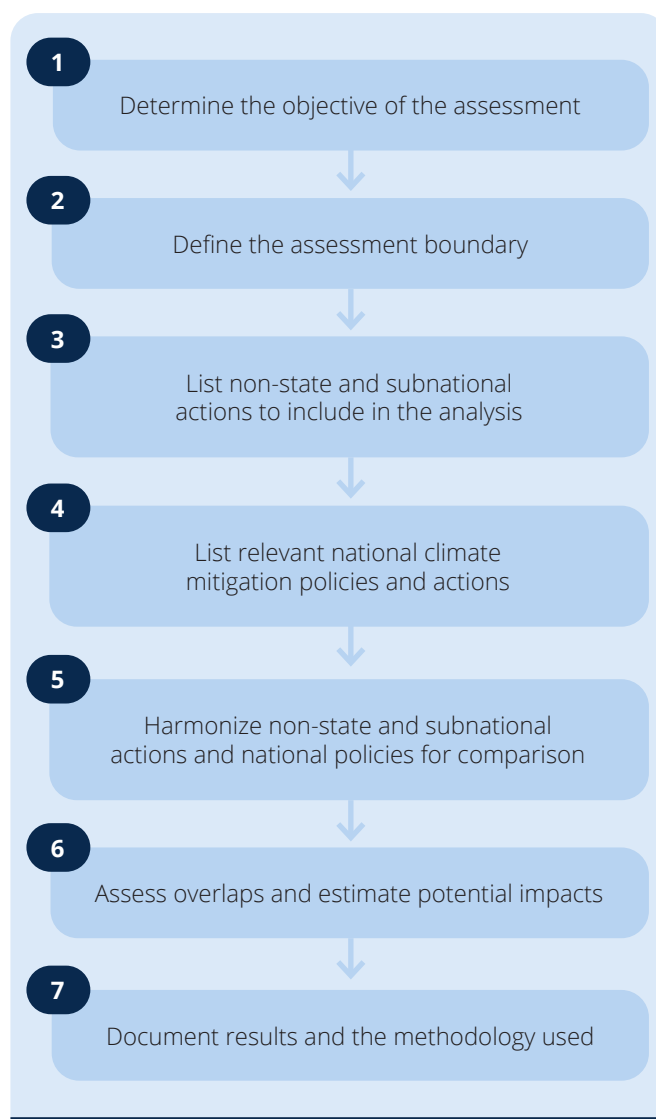 1
Determine the objective of the assessment
2
Define the assessment boundary
3
List non-state and subnational
actions to include in the analysis
4
List relevant national climate
mitigation policies and actions
5
Harmonize non-state and subnational
actions and national policies for comparison
6
Assess overlaps and estimate potential impacts
7
Document results and the methodology used